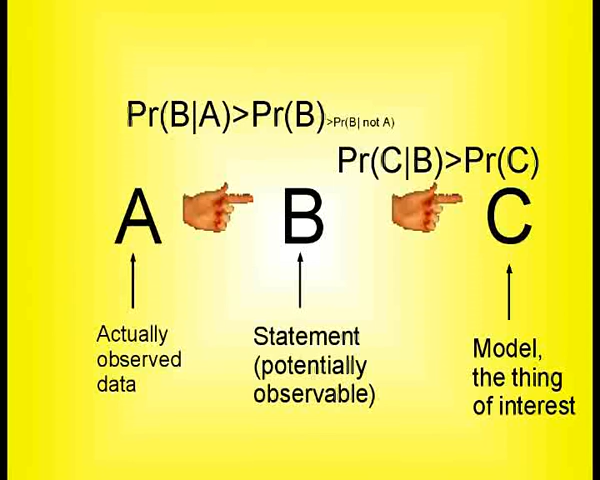 Pr(B|A)>Pr(B)>Pr(B| not A)
Pr(C|B)>Pr(C)
A B C
Actually
observed
data
Statement
(potentially
observable)
Model,
the thing
of interest